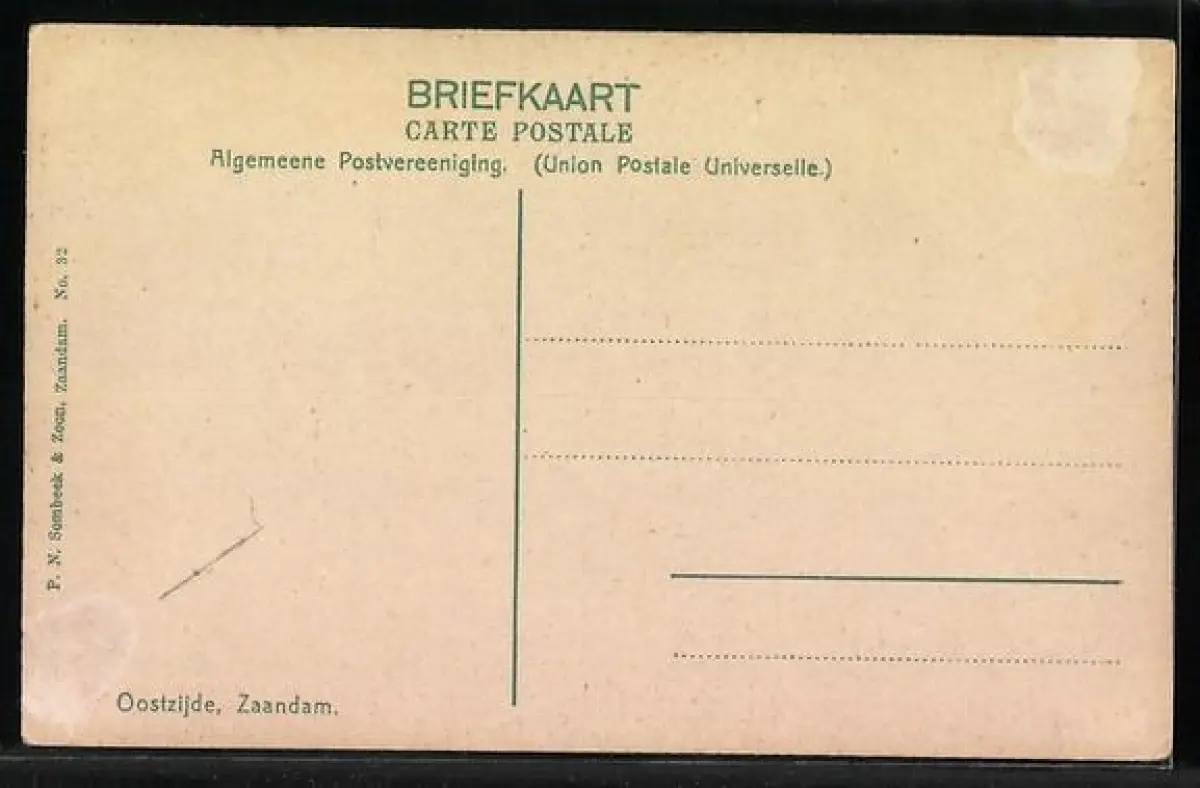 BRIEFKAART
CARTE POSTALE
Algemeene Postvereeniging. (Union Postale Universelle.)
P. N. Sombeek & Zoon, Zaandam. No. 32
Oostzijde, Zaandam.